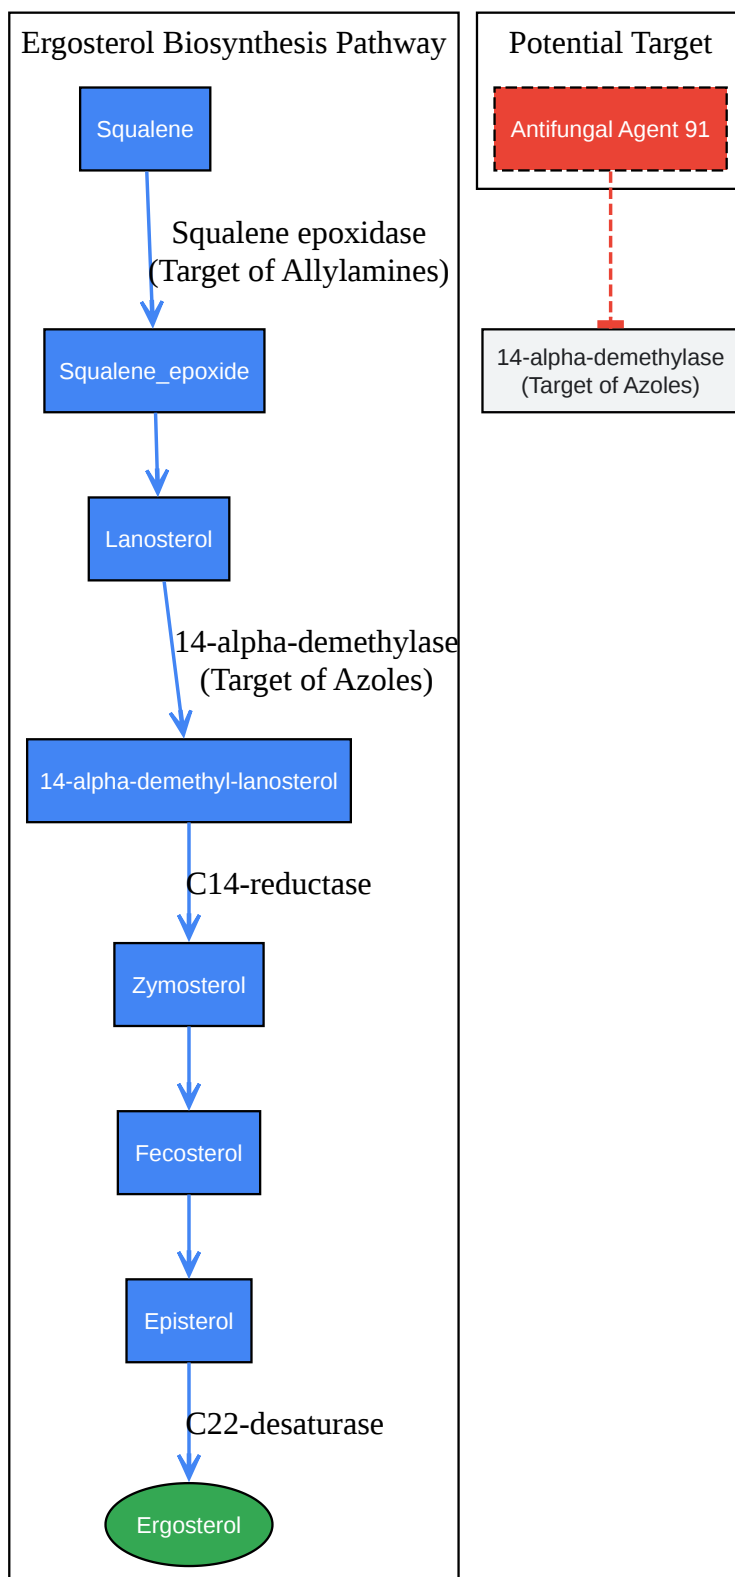 Ergosterol Biosynthesis Pathway
Squalene
Squalene epoxidase
(Target of Allylamines)
Squalene_epoxide
Lanosterol
14-alpha-demethylase
(Target of Azoles)
14-alpha-demethyl-lanosterol
C14-reductase
Zymosterol
Fecosterol
Episterol
C22-desaturase
Ergosterol
Potential Target
Antifungal Agent 91
14-alpha-demethylase
(Target of Azoles)